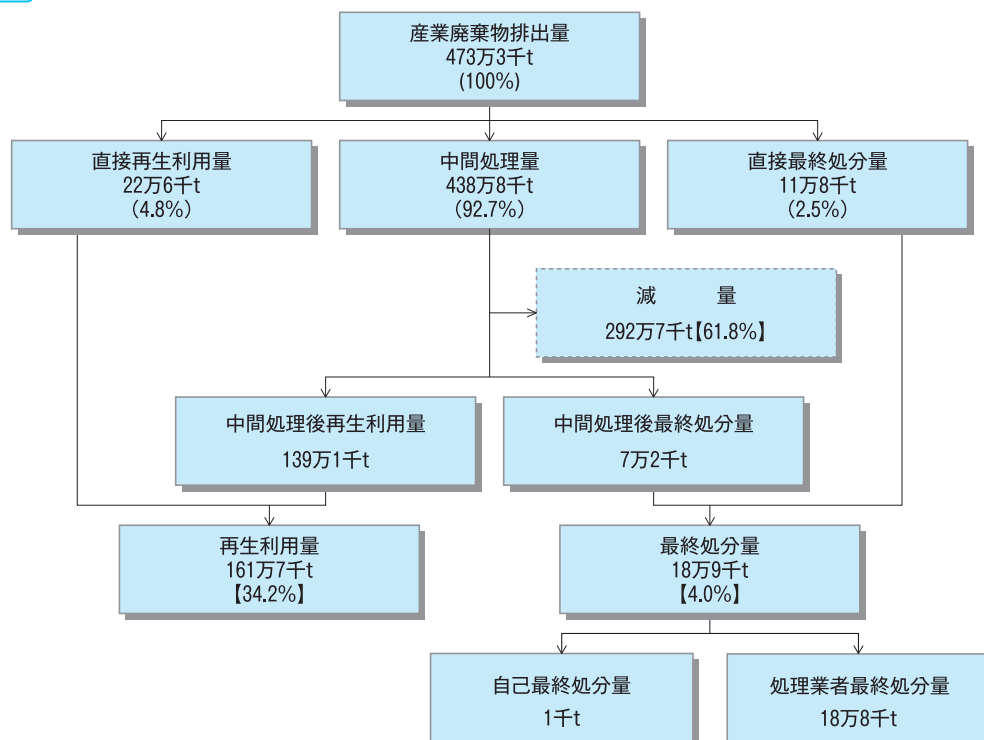 産業廃棄物排出量
473万3千t
(100%)
直接再生利用量
22万6千t
(4.8%)
中間処理量
438万8千t
(92.7%)
直接最終処分量
11万8千t
(2.5%)
減　　量
292万7千t【61.8%】
中間処理後再生利用量
139万1千t
中間処理後最終処分量
7万2千t
再生利用量
161万7千t
【34.2%】
最終処分量
18万9千t
【4.0%】
自己最終処分量
1千t
処理業者最終処分量
18万8千t